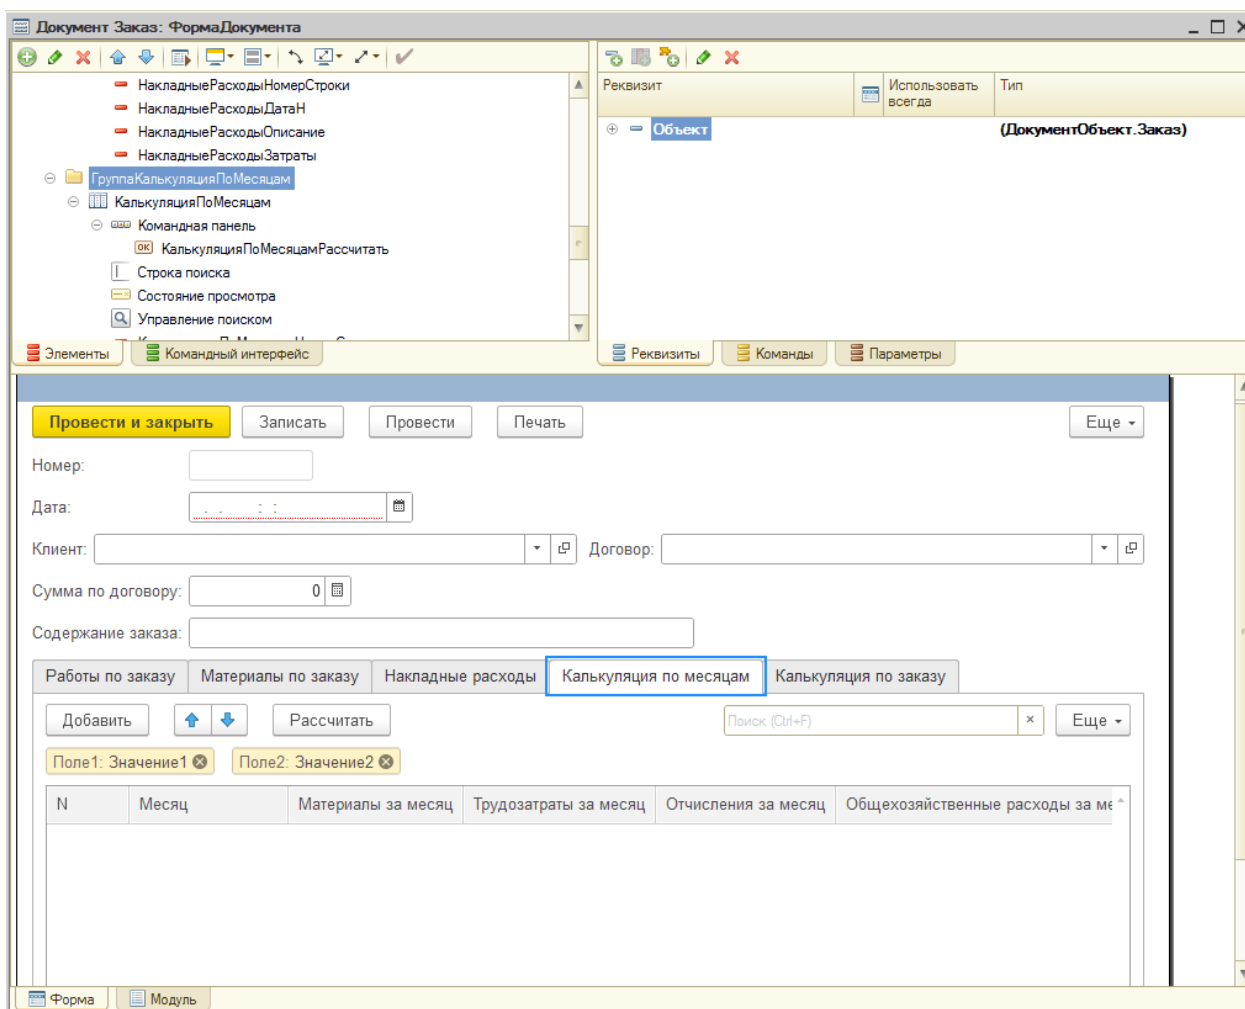 Документ Заказ: ФормаДокумента
НакладныеРасходыНомерСтроки
НакладныеРасходыДатаН
НакладныеРасходыОписание
НакладныеРасходыЗатраты
ГруппаКалькуляцияПоМесяцам
КалькуляцияПоМесяцам
Командная панель
OK КалькуляцияПоМесяцамРассчитать
Строка поиска
Состояние просмотра
Управление поиском
Элементы Командный интерфейс
Реквизит Использовать всегда Тип
Объект (ДокументОбъект.Заказ)
Реквизиты Команды Параметры
Провести и закрыть Записать Провести Печать Еще
Номер:
Дата: . . : :
Клиент: Договор:
Сумма по договору: 0
Содержание заказа:
Работы по заказу Материалы по заказу Накладные расходы Калькуляция по месяцам Калькуляция по заказу
Добавить Рассчитать Поиск (Ctrl+F) × Еще
Поле1: Значение1 Поле2: Значение2
N Месяц Материалы за месяц Трудозатраты за месяц Отчисления за месяц Общехозяйственные расходы за ме
Форма Модуль